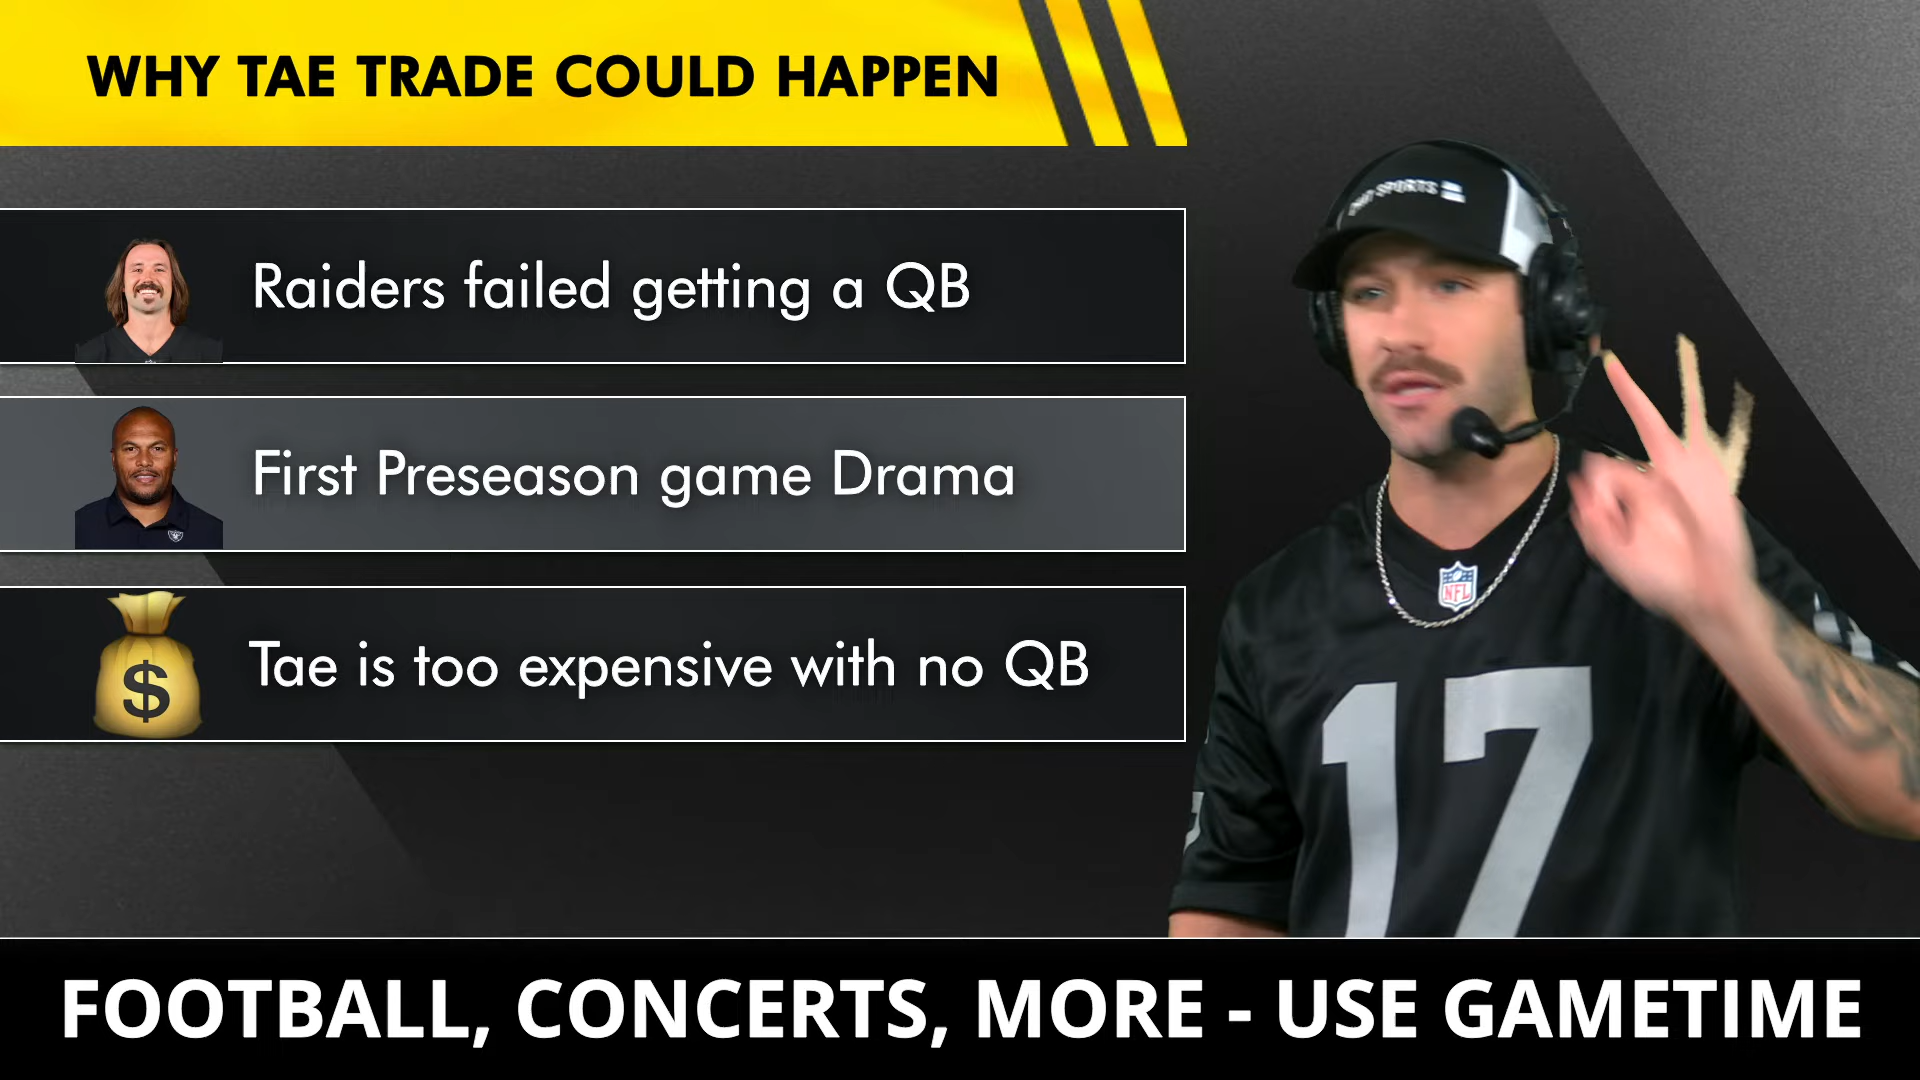 WHY TAE TRADE COULD HAPPEN
Raiders failed getting a QB
First Preseason game Drama
$
Tae is too expensive with no QB
SPORTS
NFL
17
FOOTBALL, CONCERTS, MORE - USE GAMETIME